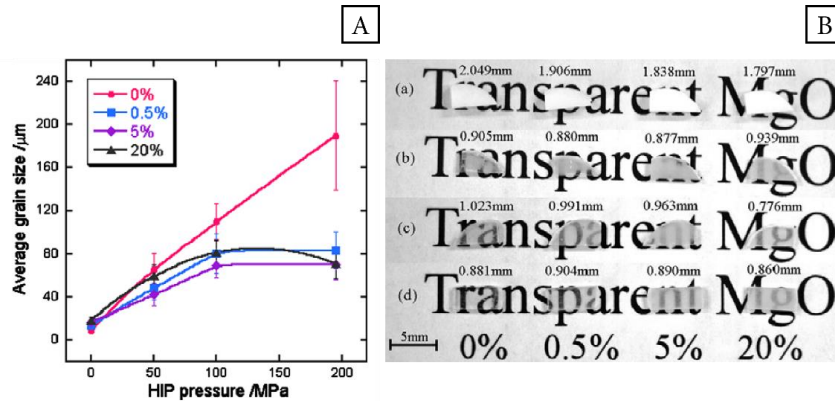 A
240
200
160
120
80
40
0
Average grain size /μm
0%
0.5%
5%
20%
0
50
100
150
200
HIP pressure /MPa
B
(a)
2.049mm 1.906mm 1.838mm 1.797mm
Transparent MgO
(b)
0.905mm 0.880mm 0.877mm 0.939mm
Transparent MgO
(c)
1.023mm 0.991mm 0.963mm 0.776mm
Transparent MgO
(d)
0.881mm 0.904mm 0.890mm 0.860mm
Transparent MgO
5mm
0% 0.5% 5% 20%